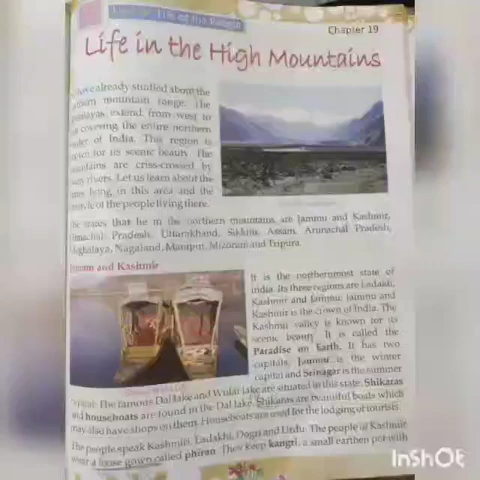 Life of the People
Chapter 19
Life in the High Mountains
have already studied about the
mountain range. The
extend from west to
covering the entire northern
of India. This region is
for its scenic beauty. The
are criss-crossed by
rivers. Let us learn about the
living in this area and the
of the people living there.
states that lie in the northern mountains are Jammu and Kashmir,
Pradesh, Uttarakhand, Sikkim, Assam, Arunachal Pradesh,
Nagaland, Manipur, Mizoram and Tripura.
and Kashmir
It is the northernmost state of
India. Its three regions are Ladakh,
Kashmir and Jammu. Jammu and
Kashmir is the crown of India. The
Kashmir valley is known for its
scenic beauty. It is called the
Paradise on Earth. It has two
capitals, Jammu is the winter
capital and Srinagar is the summer
capital. The famous Dal lake and Wular lake are situated in this state. Shikaras
and houseboats are found in the Dal lake. Shikaras are beautiful boats which
may also have shops on them. Houseboats are used for the lodging of tourists.
The people speak Kashmiri, Ladakhi, Dogri and Urdu. The people of Kashmir
wear a loose gown called phiran. They keep kangri, a small earthen pot with
InShOt